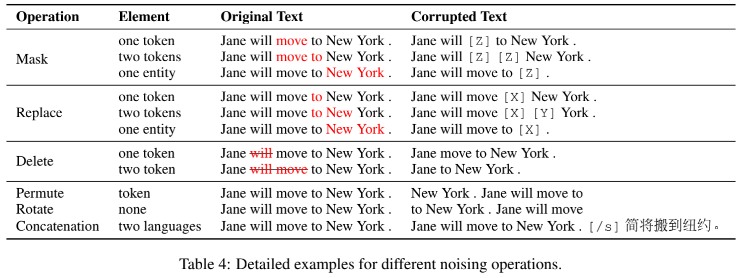 Operation Element Original Text Corrupted Text
Mask one token Jane will move to New York . Jane will [Z] to New York .
two tokens Jane will move to New York . Jane will [Z] [Z] New York .
one entity Jane will move to New York . Jane will move to [Z] .
Replace one token Jane will move to New York . Jane will move [X] New York .
two tokens Jane will move to New York . Jane will move [X] [Y] York .
one entity Jane will move to New York . Jane will move to [X] .
Delete one token Jane will move to New York . Jane move to New York .
two token Jane will move to New York . Jane to New York .
Permute token Jane will move to New York . New York . Jane will move to
Rotate none Jane will move to New York . to New York . Jane will move
Concatenation two languages Jane will move to New York . Jane will move to New York . [/s] 简将搬到纽约。
Table 4: Detailed examples for different noising operations.